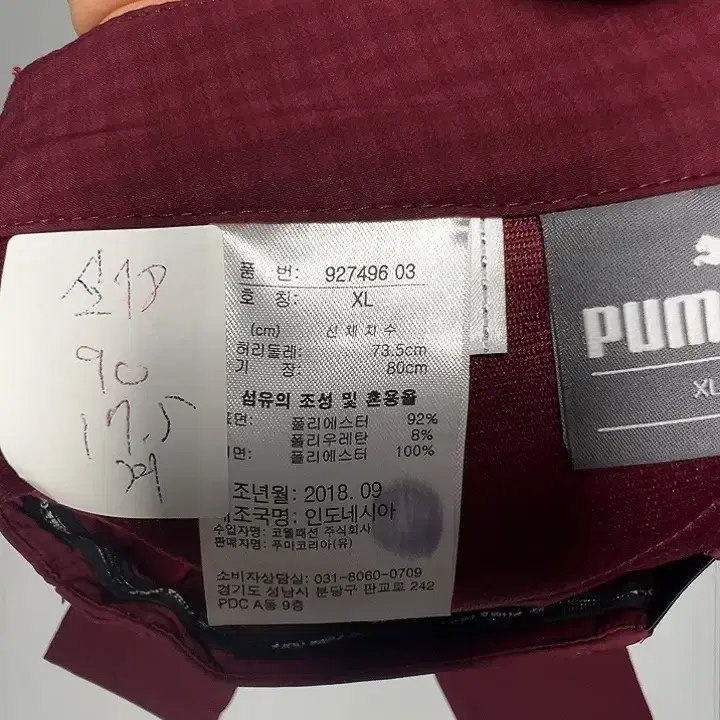 90
17.5
품 번: 927496 03
호 칭: XL
(cm) 신체치수
허리둘레: 73.5cm
기 장: 80cm
섬유의 조성 및 혼용율
면: 폴리에스터 92%
폴리우레탄 8%
면: 폴리에스터 100%
조년월: 2018. 09
조국명: 인도네시아
수입자명: 코웰패션 주식회사
판매자명: 푸마코리아(유)
소비자상담실: 031-8060-0709
경기도 성남시 분당구 판교로 242
PDC A동 9층
PUM
XL